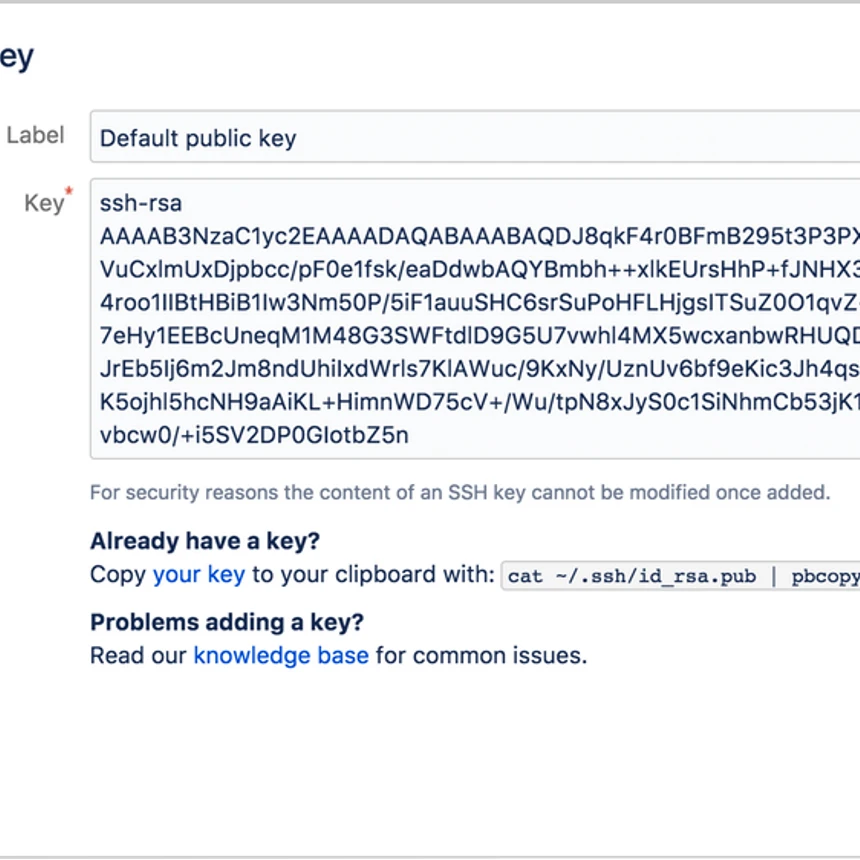 ey
Label
Default public key
Key*
ssh-rsa
AAAAB3NzaC1yc2EAAAADAQABAAABAQDJ8qkF4r0BFmB295t3P3PX
VuCxlmUxDjpbcc/pF0e1fsk/eaDdwbAQYBmbh++xlkEUrsHhP+fJNHX3
4roo1IIBtHBiB1Iw3Nm50P/5iF1auuSHC6srSuPoHFLHjgsITSuZ0O1qvZ
7eHy1EEBcUneqM1M48G3SWFtdlD9G5U7vwhl4MX5wcxanbwRHUQD
JrEb5Ij6m2Jm8ndUhiIxdWrls7KlAWuc/9KxNy/UznUv6bf9eKic3Jh4qs
K5ojhl5hcNH9aAiKL+HimnWD75cV+/Wu/tpN8xJyS0c1SiNhmCb53jK1
vbcw0/+i5SV2DP0GIotbZ5n
For security reasons the content of an SSH key cannot be modified once added.
Already have a key?
Copy your key to your clipboard with: cat ~/.ssh/id_rsa.pub | pbcopy
Problems adding a key?
Read our knowledge base for common issues.